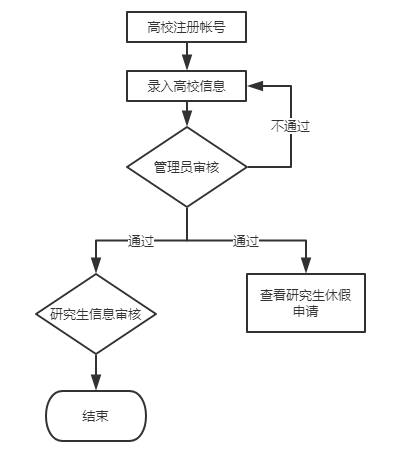 高校注册帐号
录入高校信息
不通过
管理员审核
通过
通过
研究生信息审核
查看研究生休假
申请
结束